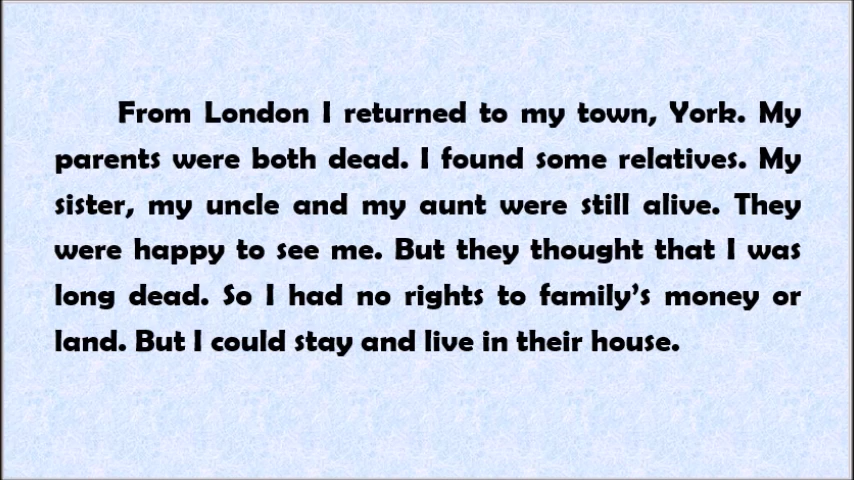 From London I returned to my town, York. My
parents were both dead. I found some relatives. My
sister, my uncle and my aunt were still alive. They
were happy to see me. But they thought that I was
long dead. So I had no rights to family’s money or
land. But I could stay and live in their house.